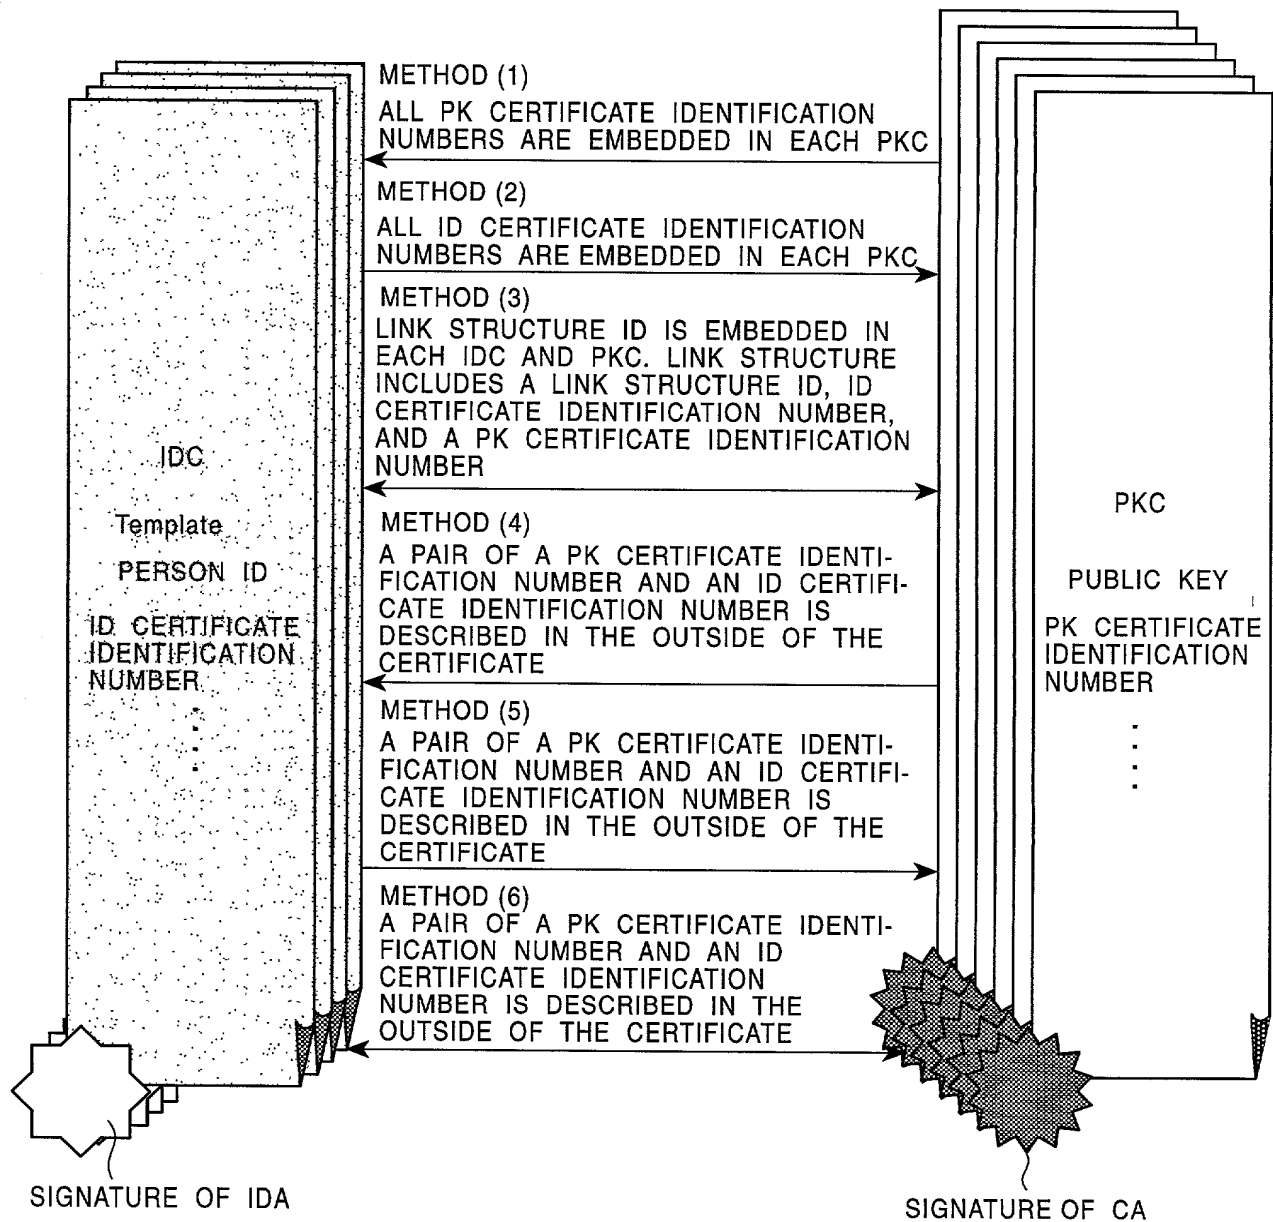 METHOD (1)
ALL PK CERTIFICATE IDENTIFICATION
NUMBERS ARE EMBEDDED IN EACH PKC
METHOD (2)
ALL ID CERTIFICATE IDENTIFICATION
NUMBERS ARE EMBEDDED IN EACH PKC
METHOD (3)
LINK STRUCTURE ID IS EMBEDDED IN
EACH IDC AND PKC. LINK STRUCTURE
INCLUDES A LINK STRUCTURE ID, ID
CERTIFICATE IDENTIFICATION NUMBER,
AND A PK CERTIFICATE IDENTIFICATION
NUMBER
METHOD (4)
A PAIR OF A PK CERTIFICATE IDENTI-
FICATION NUMBER AND AN ID CERTIFI-
CATE IDENTIFICATION NUMBER IS
DESCRIBED IN THE OUTSIDE OF THE
CERTIFICATE
METHOD (5)
A PAIR OF A PK CERTIFICATE IDENTI-
FICATION NUMBER AND AN ID CERTIFI-
CATE IDENTIFICATION NUMBER IS
DESCRIBED IN THE OUTSIDE OF THE
CERTIFICATE
METHOD (6)
A PAIR OF A PK CERTIFICATE IDENTI-
FICATION NUMBER AND AN ID
CERTIFICATE IDENTIFICATION
NUMBER IS DESCRIBED IN THE
OUTSIDE OF THE CERTIFICATE
IDC
Template
PERSON ID
ID CERTIFICATE
IDENTIFICATION
NUMBER
PKC
PUBLIC KEY
PK CERTIFICATE
IDENTIFICATION
NUMBER
SIGNATURE OF IDA
SIGNATURE OF CA